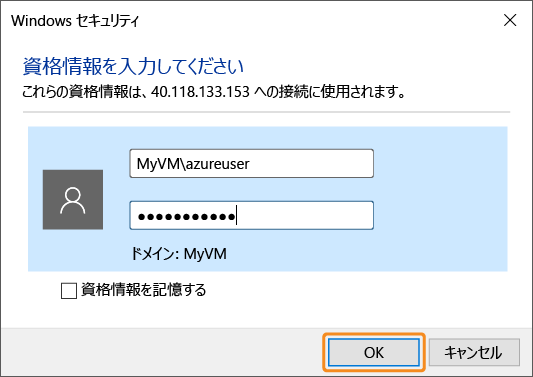 Windows セキュリティ
資格情報を入力してください
これらの資格情報は、40.118.133.153 への接続に使用されます。
MyVM\azureuser
●●●●●●●●●●●
ドメイン: MyVM
資格情報を記憶する
OK
キャンセル